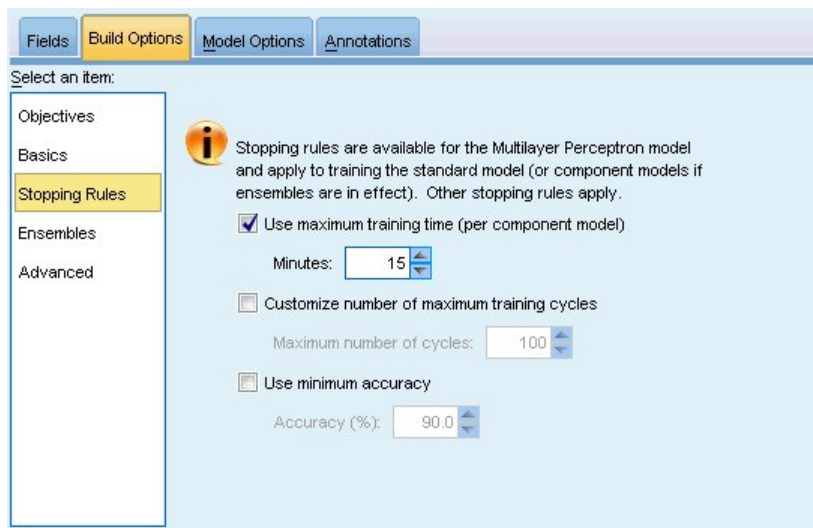 Fields
Build Options
Model Options
Annotations
Select an item:
Objectives
Basics
Stopping Rules
Ensembles
Advanced
Stopping rules are available for the Multilayer Perceptron model
and apply to training the standard model (or component models if
ensembles are in effect). Other stopping rules apply.
Use maximum training time (per component model)
Minutes: 15
Customize number of maximum training cycles
Maximum number of cycles: 100
Use minimum accuracy
Accuracy (%): 90.0